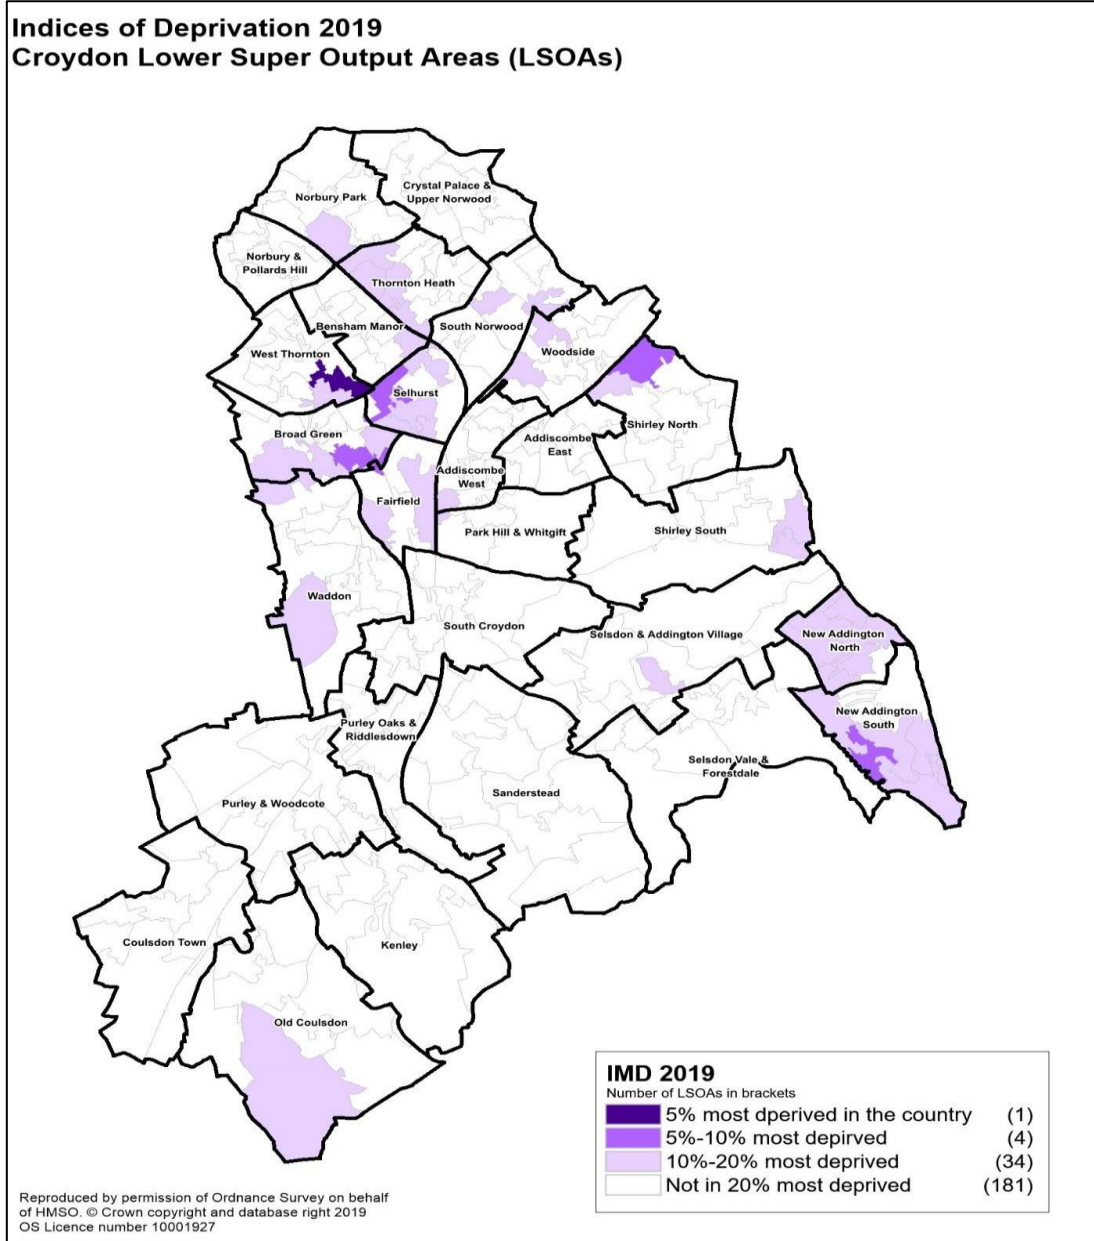 Indices of Deprivation 2019
Croydon Lower Super Output Areas (LSOAs)
Crystal Palace &
Upper Norwood
Norbury Park
Norbury &
Pollards Hill
Thornton Heath
Bensham Manor
South Norwood
West Thornton
Woodside
Selhurst
Broad Green
Shirley North
Addiscombe
East
Addiscombe
West
Fairfield
Park Hill & Whitgift
Shirley South
Waddon
South Croydon
Selsdon & Addington Village
New Addington
North
New Addington
South
Purley Oaks &
Riddlesdown
Selsdon Vale &
Forestdale
Sanderstead
Purley & Woodcote
Coulsdon Town
Kenley
Old Coulsdon
IMD 2019
Number of LSOAs in brackets
5% most dperived in the country (1)
5%-10% most depirved (4)
10%-20% most deprived (34)
Not in 20% most deprived (181)
Reproduced by permission of Ordnance Survey on behalf
of HMSO. © Crown copyright and database right 2019
OS Licence number 10001927